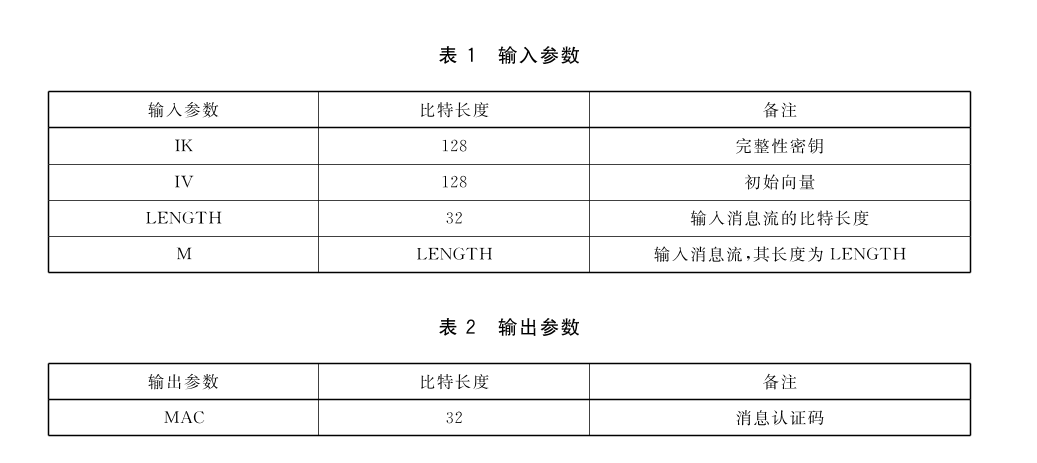 表 1 输入参数
输入参数 比特长度 备注
IK 128 完整性密钥
IV 128 初始向量
LENGTH 32 输入消息流的比特长度
M LENGTH 输入消息流,其长度为 LENGTH
表 2 输出参数
输出参数 比特长度 备注
MAC 32 消息认证码